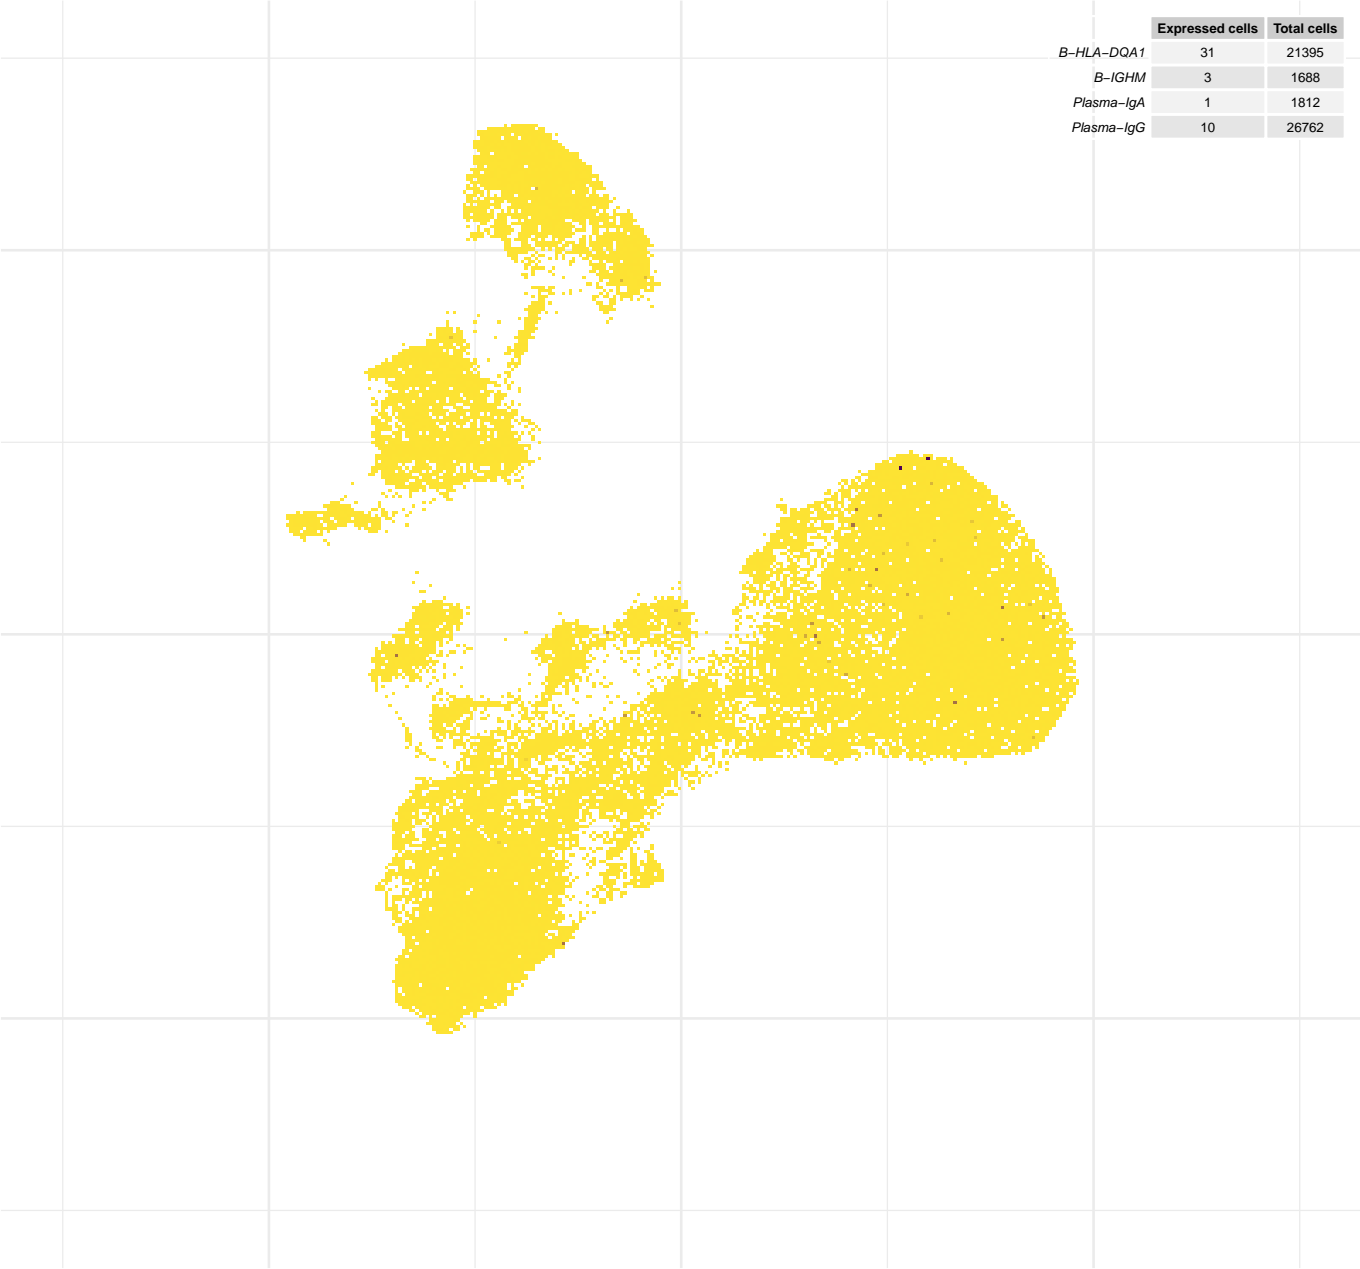 Expressed cells Total cells
B−HLA−DQA1 31 21395
B−IGHM 3 1688
Plasma−IgA 1 1812
Plasma−IgG 10 26762